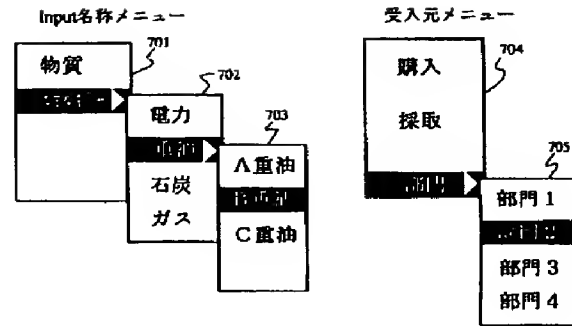 Input名称メニュー
701
物質
702
電力
703
石炭
ガス
A重油
C重油
受入元メニュー
704
購入
採取
705
部門1
部門3
部門4